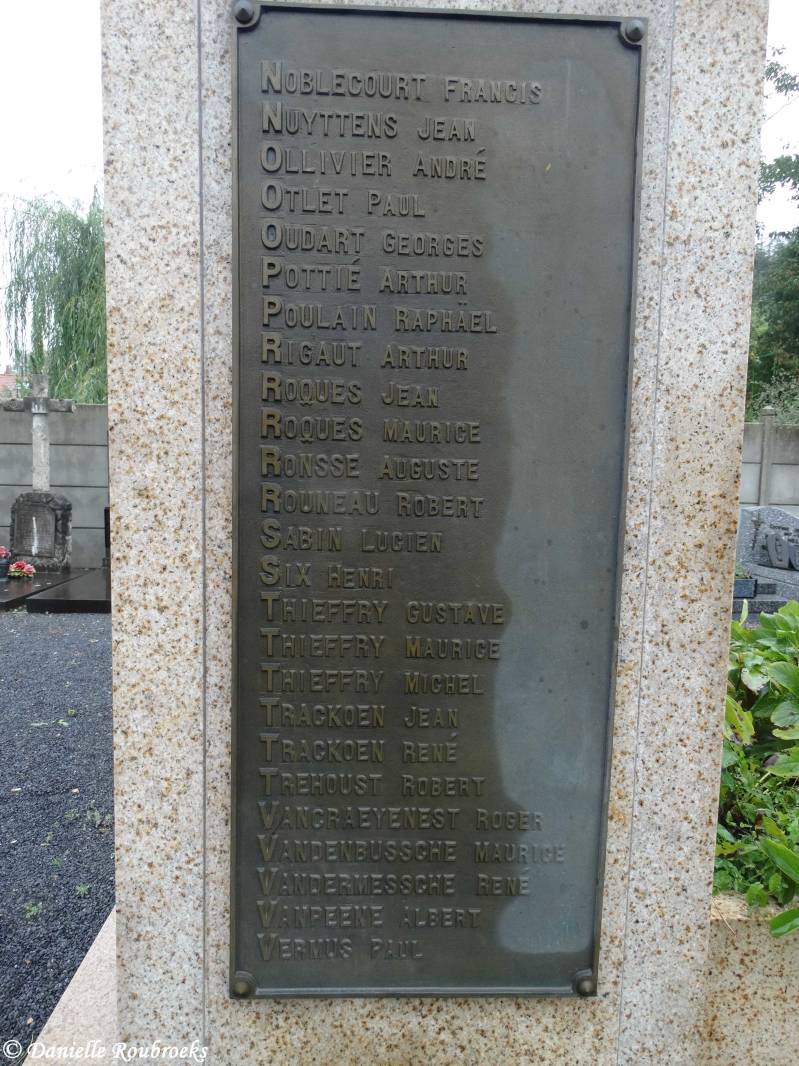 NOBLECOURT FRANCIS
NUYTTENS JEAN
OLLIVIER ANDRÉ
OTLET PAUL
OUDART GEORGES
POTTIÉ ARTHUR
POULAIN RAPHAËL
RIGAUT ARTHUR
ROQUES JEAN
ROQUES MAURICE
RONSSE AUGUSTE
ROUNEAU ROBERT
SABIN LUCIEN
SIX HENRI
THIEFFRY GUSTAVE
THIEFFRY MAURICE
THIEFFRY MICHEL
TRACKOEN JEAN
TRACKOEN RENÉ
TREHOUST ROBERT
VANCRAEYENEST ROGER
VANDENBUSSCHE MAURICE
VANDERMESSCHE RENÉ
VANPEENE ALBERT
VERMUS PAUL
© Danielle Roubroeks